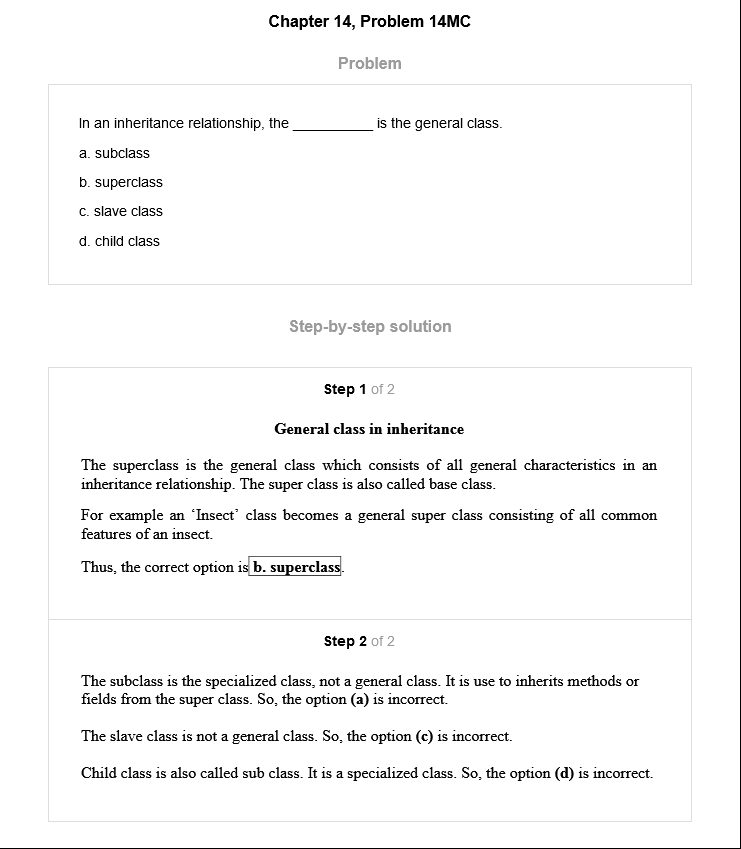 Chapter 14, Problem 14MC
Problem
In an inheritance relationship, the __________ is the general class.
a. subclass
b. superclass
c. slave class
d. child class
Step-by-step solution
Step 1 of 2
General class in inheritance
The superclass is the general class which consists of all general characteristics in an
inheritance relationship. The super class is also called base class.
For example an ‘Insect’ class becomes a general super class consisting of all common
features of an insect.
Thus, the correct option is b. superclass.
Step 2 of 2
The subclass is the specialized class, not a general class. It is use to inherits methods or
fields from the super class. So, the option (a) is incorrect.
The slave class is not a general class. So, the option (c) is incorrect.
Child class is also called sub class. It is a specialized class. So, the option (d) is incorrect.